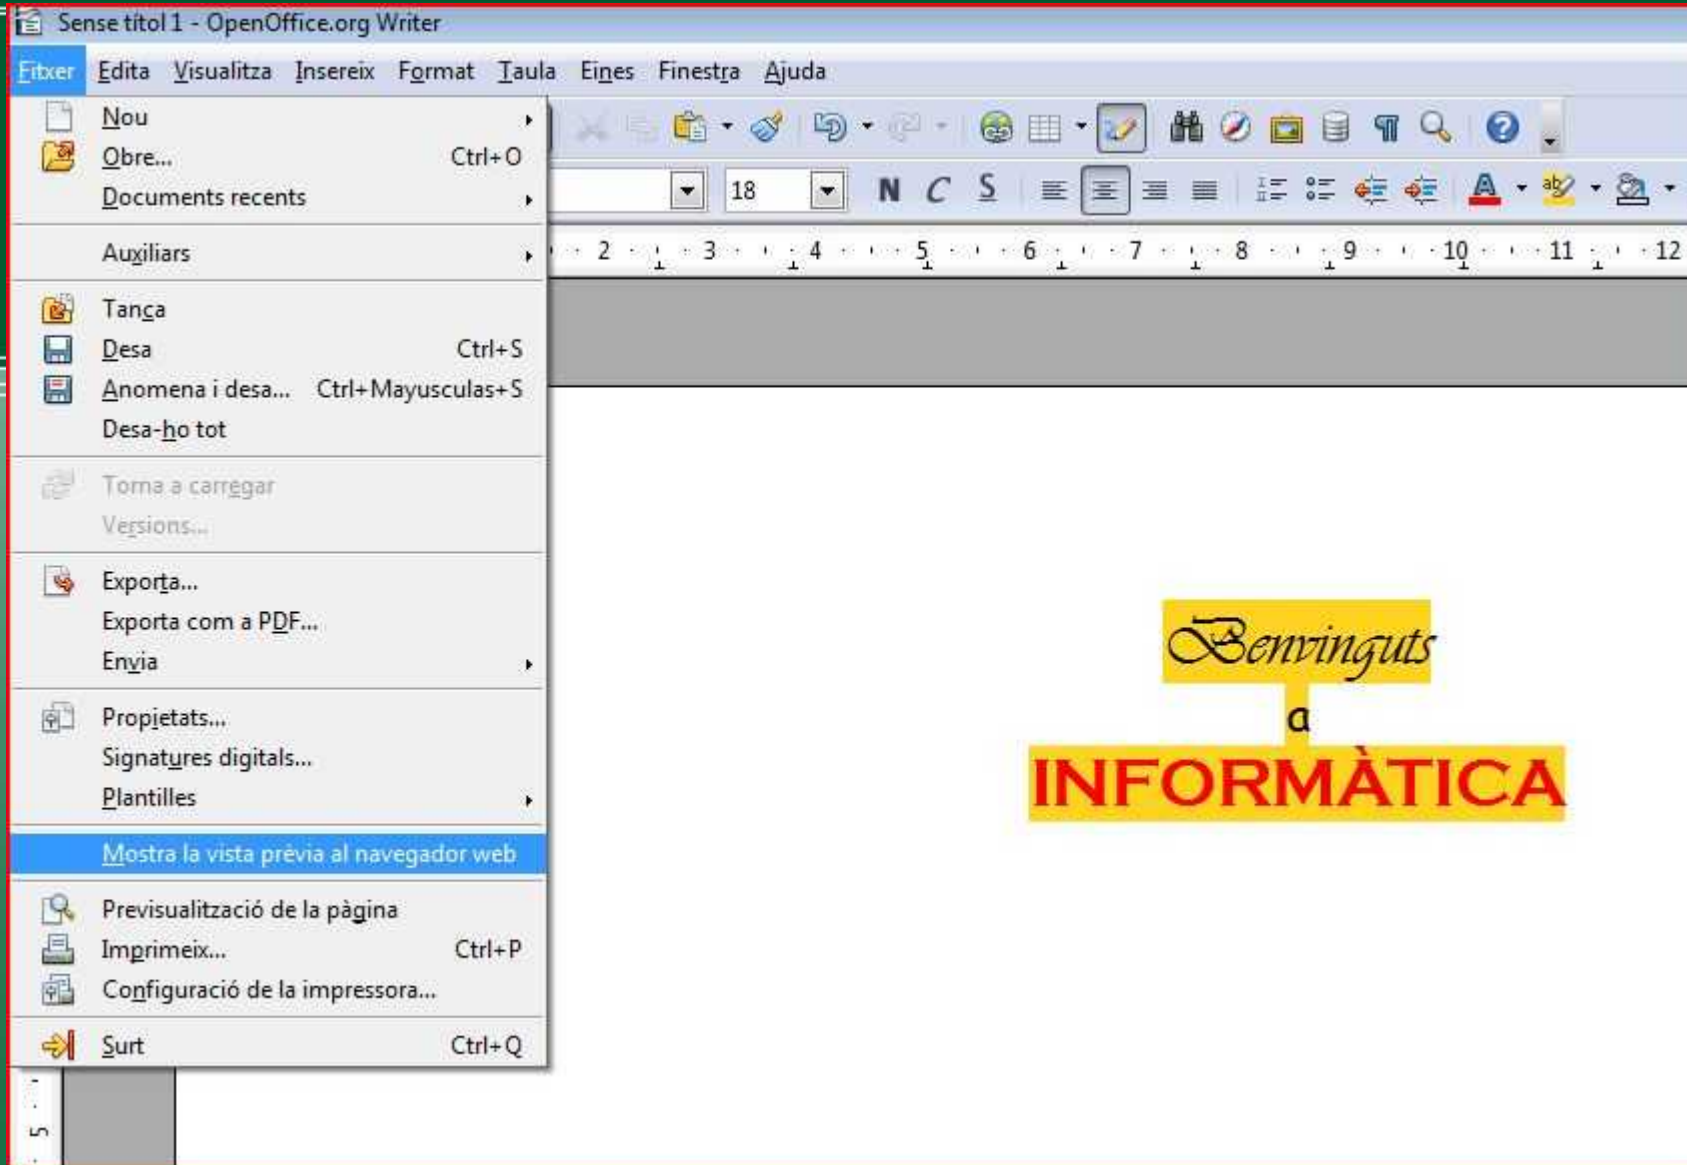 Sense títol 1 - OpenOffice.org Writer
Fitxer Edita Visualitza Insereix Format Taula Eines Finestra Ajuda
Nou
Obre... Ctrl+O
Documents recents
18 N C S
Auxiliars
2 3 4 5 6 7 8 9 10 11 12
Tanca
Desa Ctrl+S
Anomena i desa... Ctrl+Mayusculas+S
Desa-ho tot
Torna a carregar
Versions...
Exporta...
Exporta com a PDF...
Envia
Propietats...
Signatures digitals...
Plantilles
Mostra la vista prèvia al navegador web
Previsualització de la pàgina
Imprimeix... Ctrl+P
Configuració de la impressora...
Surt Ctrl+Q
5
Benvinguts
a
INFORMÀTICA